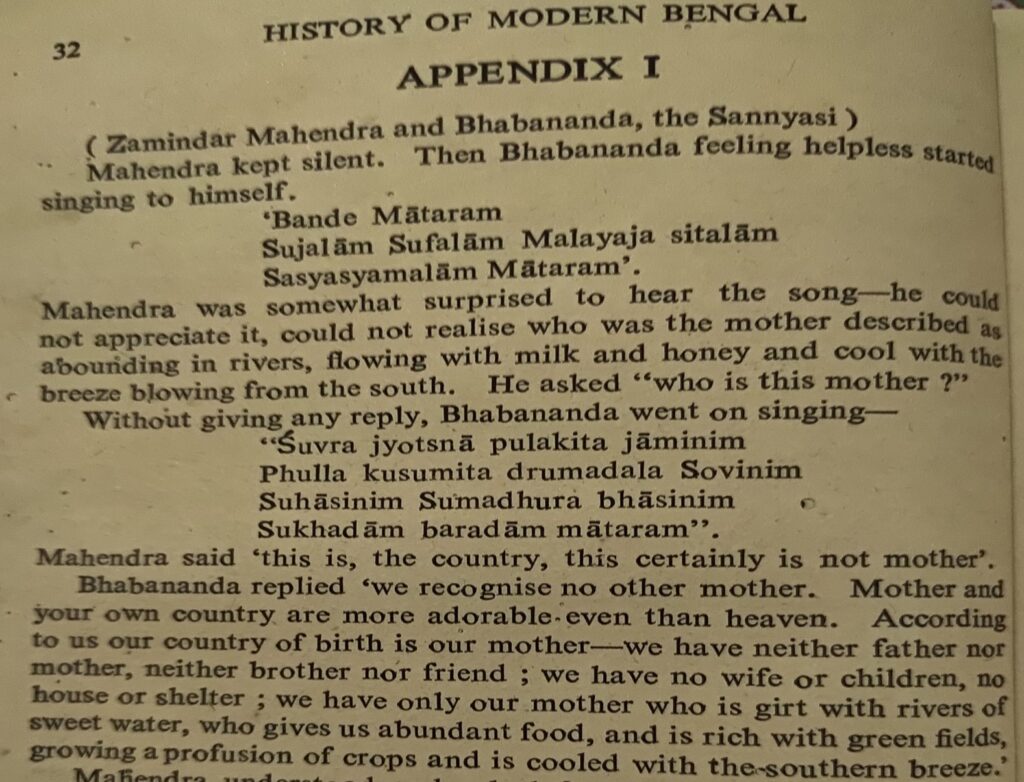 HISTORY OF MODERN BENGAL
32
APPENDIX I
( Zamindar Mahendra and Bhabananda, the Sannyasi )
Mahendra kept silent. Then Bhabananda feeling helpless started
singing to himself.
'Bande Mātaram
Sujalām Sufalām Malayaja sitalām
Sasyasyamalām Mātaram'.
Mahendra was somewhat surprised to hear the song—he could
not appreciate it, could not realise who was the mother described as
abounding in rivers, flowing with milk and honey and cool with the
breeze blowing from the south. He asked "who is this mother ?"
Without giving any reply, Bhabananda went on singing—
"Śuvra jyotsnā pulakita jāminim
Phulla kusumita drumadala Sovinim
Suhāsinim Sumadhura bhāsinim
Sukhadām baradām mātaram".
Mahendra said 'this is, the country, this certainly is not mother'.
Bhabananda replied 'we recognise no other mother. Mother and
your own country are more adorable even than heaven. According
to us our country of birth is our mother—we have neither father nor
mother, neither brother nor friend ; we have no wife or children, no
house or shelter ; we have only our mother who is girt with rivers of
sweet water, who gives us abundant food, and is rich with green fields,
growing a profusion of crops and is cooled with the southern breeze.'
Mahendra